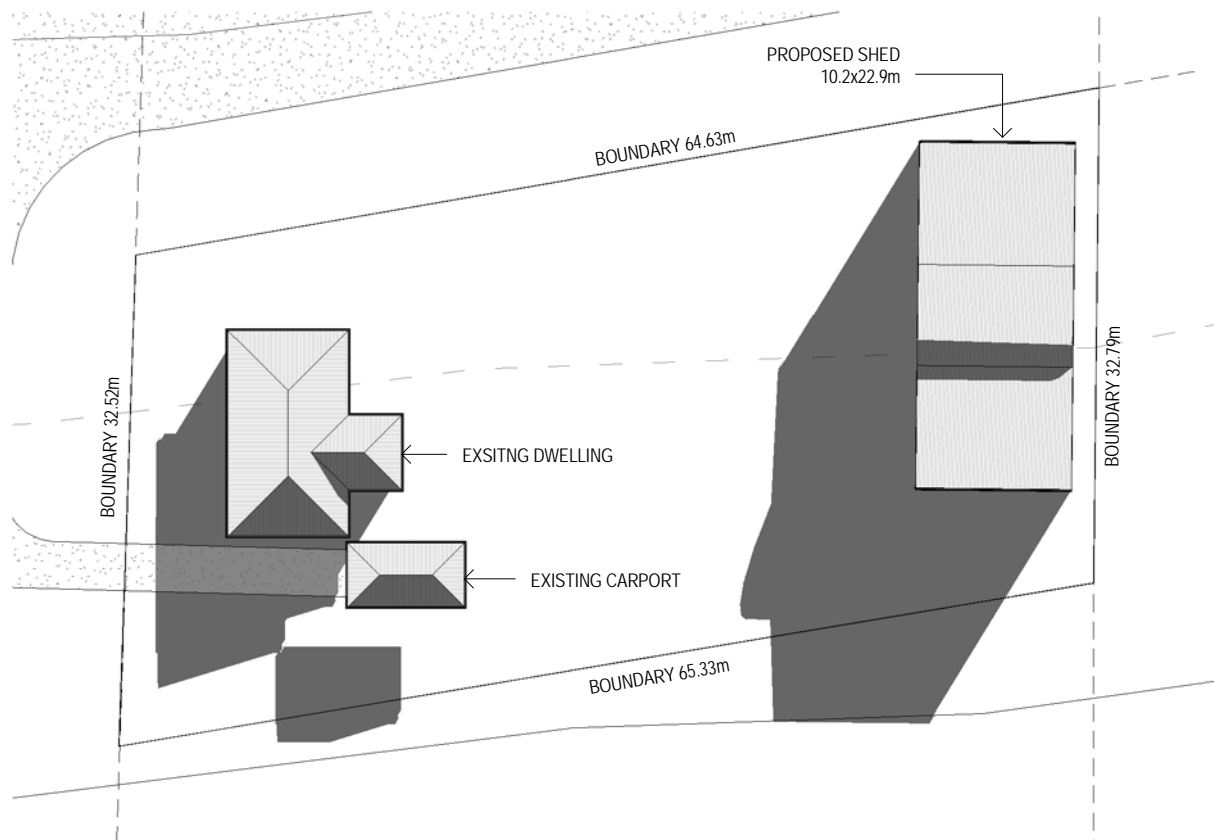 PROPOSED SHED
10.2x22.9m
BOUNDARY 64.63m
BOUNDARY 32.79m
BOUNDARY 32.52m
EXSITNG DWELLING
EXISTING CARPORT
BOUNDARY 65.33m